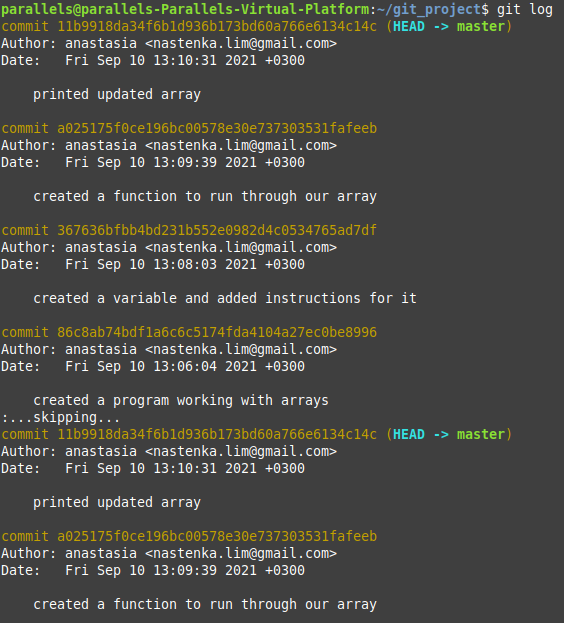 parallels@parallels-Parallels-Virtual-Platform:~/git_project$ git log
commit 11b9918da34f6b1d936b173bd60a766e6134c14c (HEAD -> master)
Author: anastasia <nastenka.lim@gmail.com>
Date:   Fri Sep 10 13:10:31 2021 +0300

    printed updated array

commit a025175f0ce196bc00578e30e737303531fafeeb
Author: anastasia <nastenka.lim@gmail.com>
Date:   Fri Sep 10 13:09:39 2021 +0300

    created a function to run through our array

commit 367636bfbb4bd231b552e0982d4c0534765ad7df
Author: anastasia <nastenka.lim@gmail.com>
Date:   Fri Sep 10 13:08:03 2021 +0300

    created a variable and added instructions for it

commit 86c8ab74bdf1a6c6c5174fda4104a27ec0be8996
Author: anastasia <nastenka.lim@gmail.com>
Date:   Fri Sep 10 13:06:04 2021 +0300

    created a program working with arrays
:...skipping...
commit 11b9918da34f6b1d936b173bd60a766e6134c14c (HEAD -> master)
Author: anastasia <nastenka.lim@gmail.com>
Date:   Fri Sep 10 13:10:31 2021 +0300

    printed updated array

commit a025175f0ce196bc00578e30e737303531fafeeb
Author: anastasia <nastenka.lim@gmail.com>
Date:   Fri Sep 10 13:09:39 2021 +0300

    created a function to run through our array